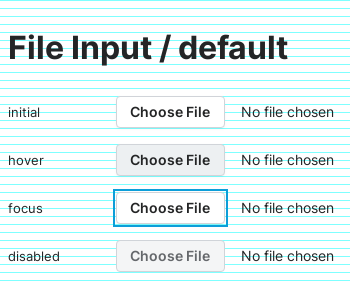 File Input / default
initial Choose File No file chosen
hover Choose File No file chosen
focus Choose File No file chosen
disabled Choose File No file chosen